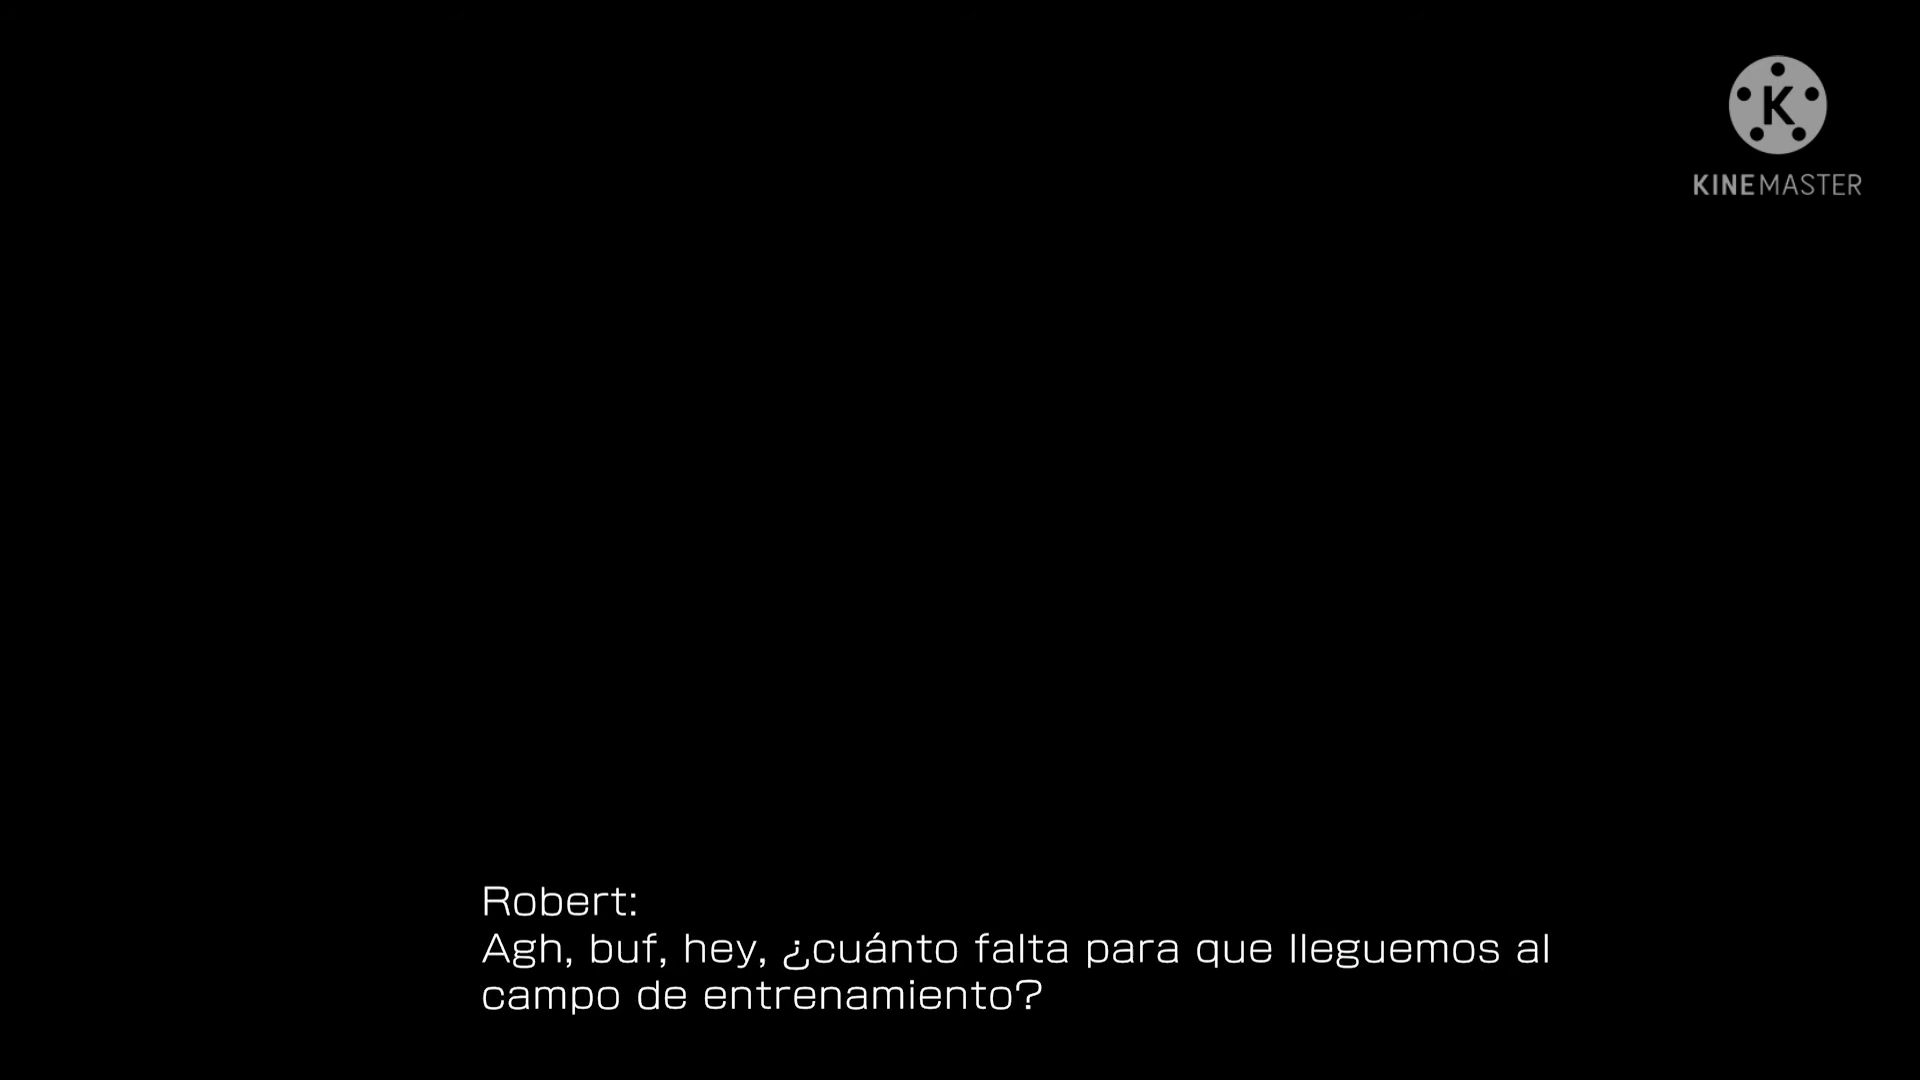 K
KINEMASTER
Robert:
Agh, buf, hey, ¿cuánto falta para que lleguemos al
campo de entrenamiento?